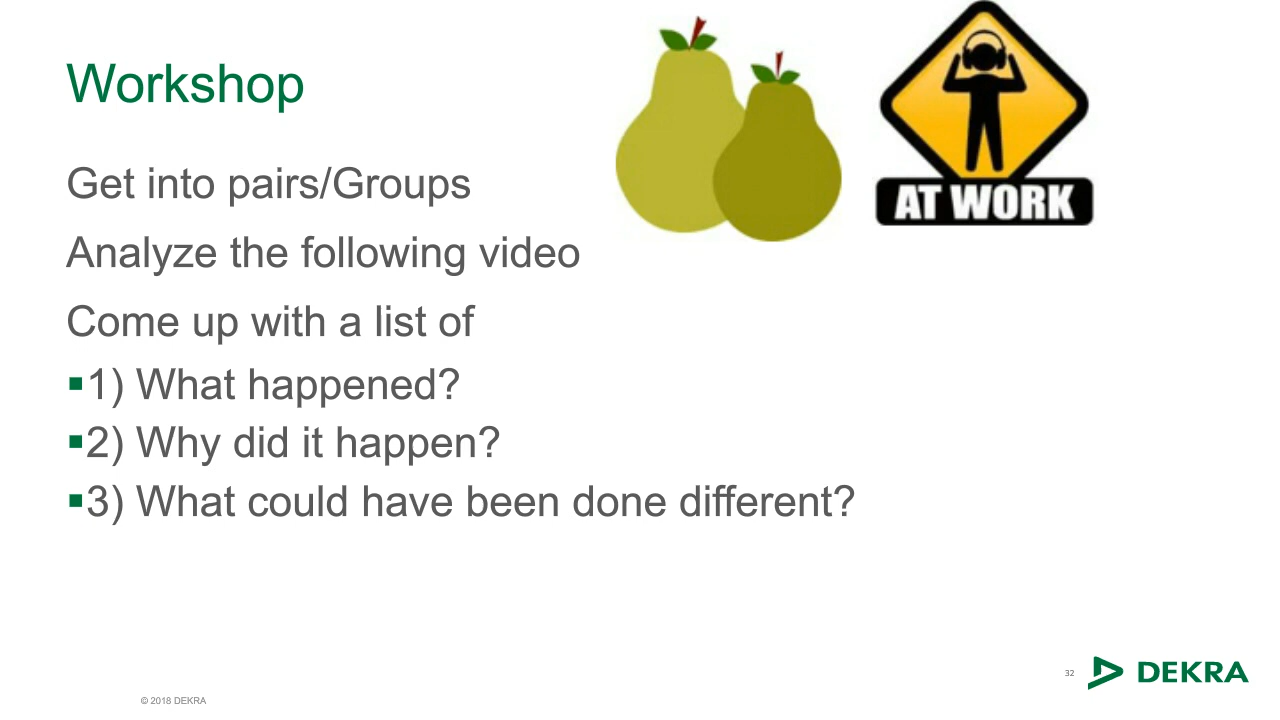 Workshop
AT WORK
Get into pairs/Groups
Analyze the following video
Come up with a list of
▪1) What happened?
▪2) Why did it happen?
▪3) What could have been done different?
32
DEKRA
© 2018 DEKRA